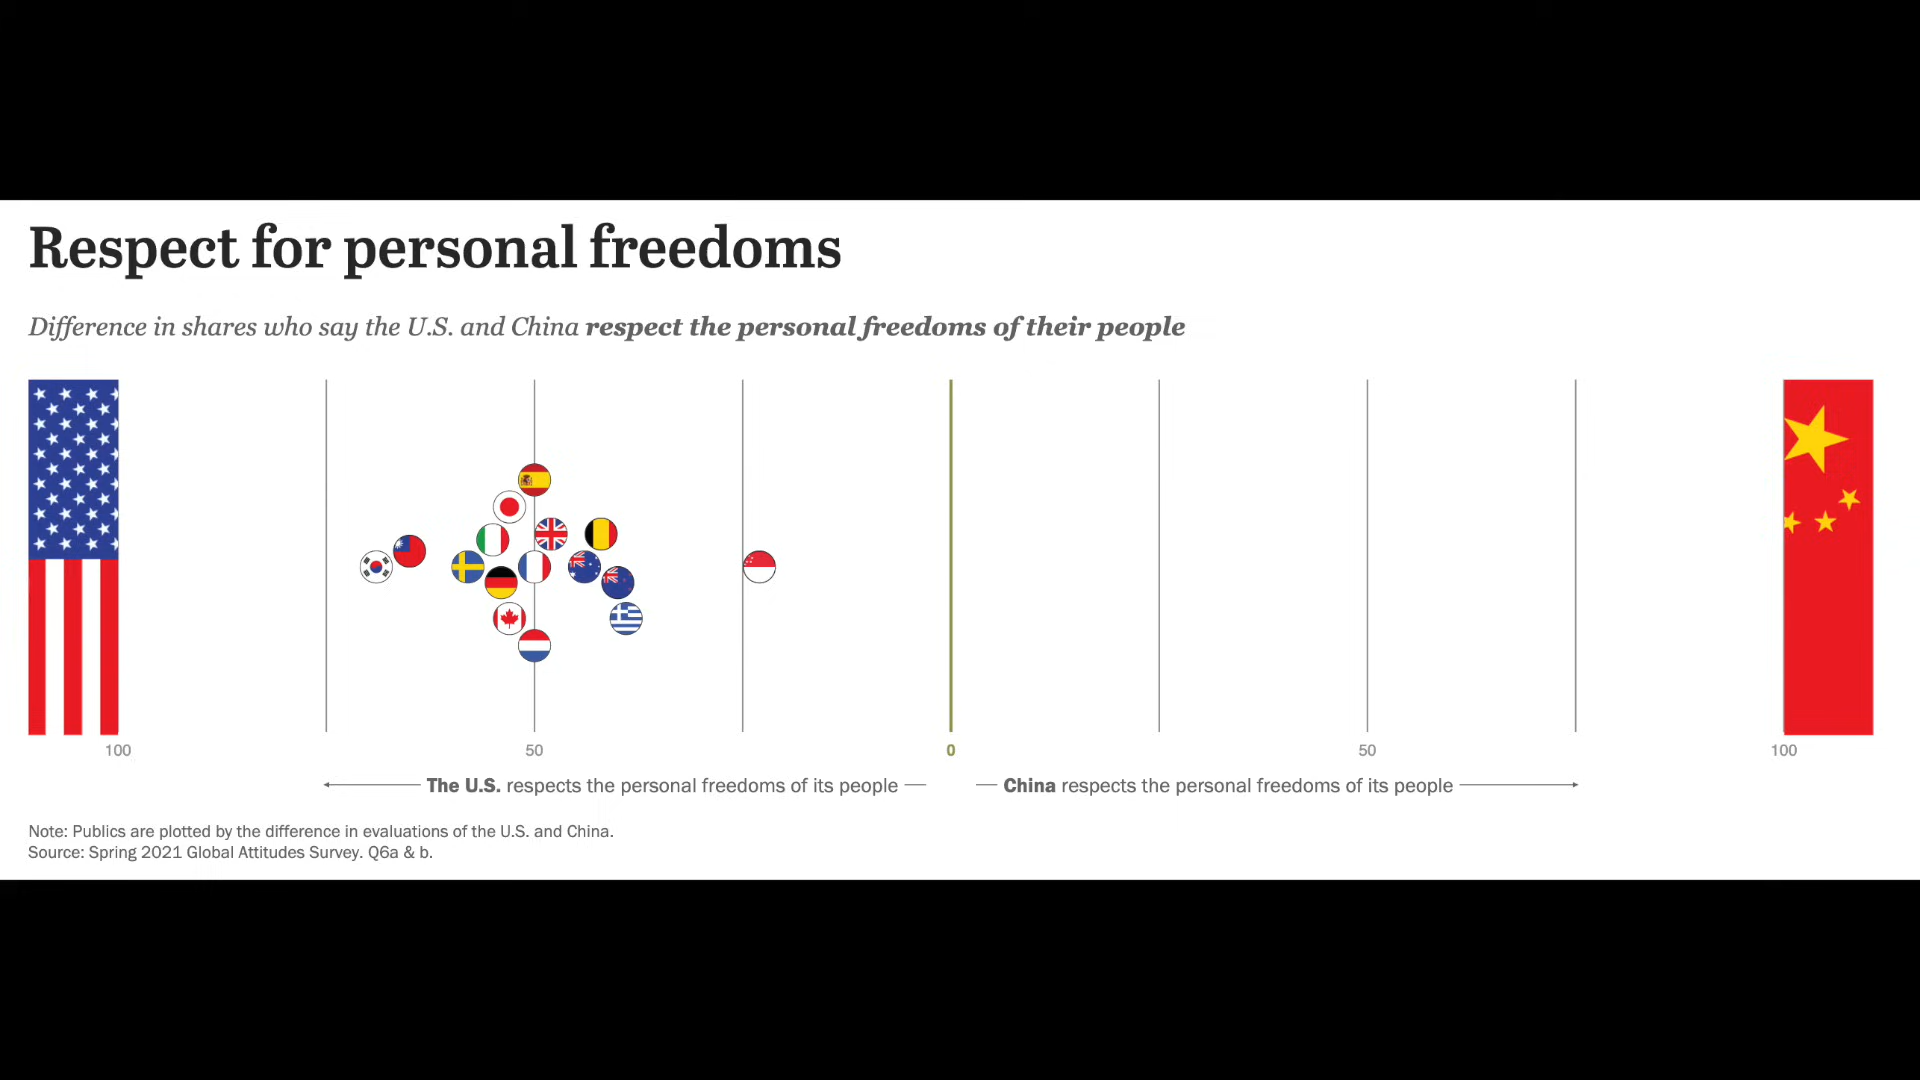 Respect for personal freedoms
Difference in shares who say the U.S. and China respect the personal freedoms of their people
100
50
0
50
100
The U.S. respects the personal freedoms of its people
China respects the personal freedoms of its people
Note: Publics are plotted by the difference in evaluations of the U.S. and China.
Source: Spring 2021 Global Attitudes Survey. Q6a & b.